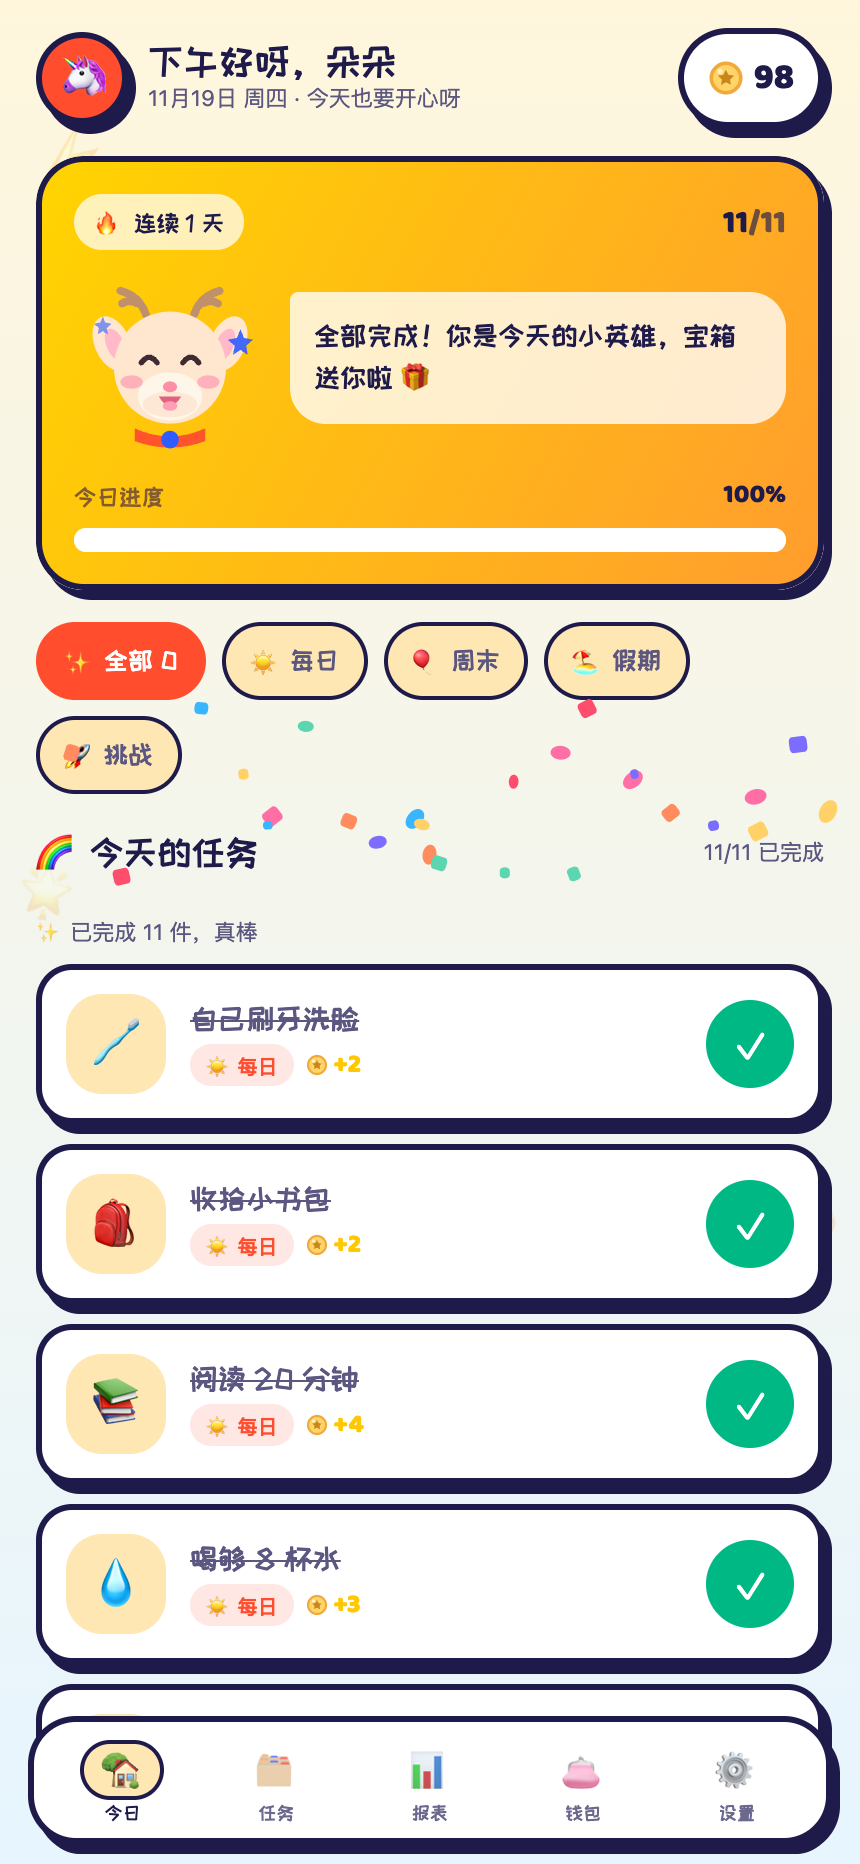 下午好呀，朵朵
11月19日 周四 · 今天也要开心呀
98
连续 1 天
11/11
全部完成！你是今天的小英雄，宝箱
送你啦 🎁
今日进度
100%
✨ 全部 0
☀️ 每日
🎈 周末
🏖️ 假期
🚀 挑战
🌈 今天的任务
11/11 已完成
✨ 已完成 11 件，真棒
自己刷牙洗脸
☀️ 每日
+2
收拾小书包
☀️ 每日
+2
阅读 20 分钟
☀️ 每日
+4
喝够 8 杯水
☀️ 每日
+3
今日
任务
报表
钱包
设置